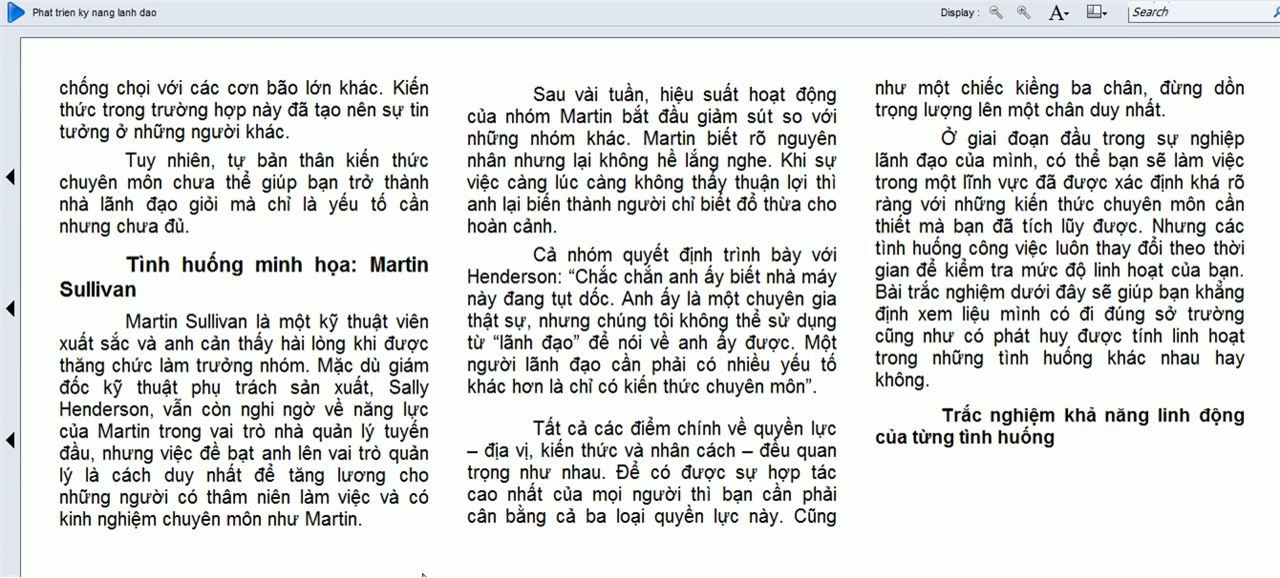 Phat trien ky nang lanh dao
Display :
A
Search
chống chọi với các cơn bão lớn khác. Kiến
thức trong trường hợp này đã tạo nên sự tin
tưởng ở những người khác.
Tuy nhiên, tự bản thân kiến thức
chuyên môn chưa thể giúp bạn trở thành
nhà lãnh đạo giỏi mà chỉ là yếu tố cần
nhưng chưa đủ.
Tình huống minh họa: Martin
Sullivan
Martin Sullivan là một kỹ thuật viên
xuất sắc và anh cản thấy hài lòng khi được
thăng chức làm trưởng nhóm. Mặc dù giám
đốc kỹ thuật phụ trách sản xuất, Sally
Henderson, vẫn còn nghi ngờ về năng lực
của Martin trong vai trò nhà quản lý tuyến
đầu, nhưng việc đề bạt anh lên vai trò quản
lý là cách duy nhất để tăng lương cho
những người có thâm niên làm việc và có
kinh nghiệm chuyên môn như Martin.
Sau vài tuần, hiệu suất hoạt động
của nhóm Martin bắt đầu giảm sút so với
những nhóm khác. Martin biết rõ nguyên
nhân nhưng lại không hề lắng nghe. Khi sự
việc càng lúc càng không thấy thuận lợi thì
anh lại biến thành người chỉ biết đổ thừa cho
hoàn cảnh.
Cả nhóm quyết định trình bày với
Henderson: “Chắc chắn anh ấy biết nhà máy
này đang tụt dốc. Anh ấy là một chuyên gia
thật sự, nhưng chúng tôi không thể sử dụng
từ “lãnh đạo” để nói về anh ấy được. Một
người lãnh đạo cần phải có nhiều yếu tố
khác hơn là chỉ có kiến thức chuyên môn”.
Tất cả các điểm chính về quyền lực
– địa vị, kiến thức và nhân cách – đều quan
trọng như nhau. Để có được sự hợp tác
cao nhất của mọi người thì bạn cần phải
cân bằng cả ba loại quyền lực này. Cũng
như một chiếc kiềng ba chân, đừng dồn
trọng lượng lên một chân duy nhất.
Ở giai đoạn đầu trong sự nghiệp
lãnh đạo của mình, có thể bạn sẽ làm việc
trong một lĩnh vực đã được xác định khá rõ
ràng với những kiến thức chuyên môn cần
thiết mà bạn đã tích lũy được. Nhưng các
tình huống công việc luôn thay đổi theo thời
gian để kiểm tra mức độ linh hoạt của bạn.
Bài trắc nghiệm dưới đây sẽ giúp bạn khẳng
định xem liệu mình có đi đúng sở trường
cũng như có phát huy được tính linh hoạt
trong những tình huống khác nhau hay
không.
Trắc nghiệm khả năng linh động
của từng tình huống